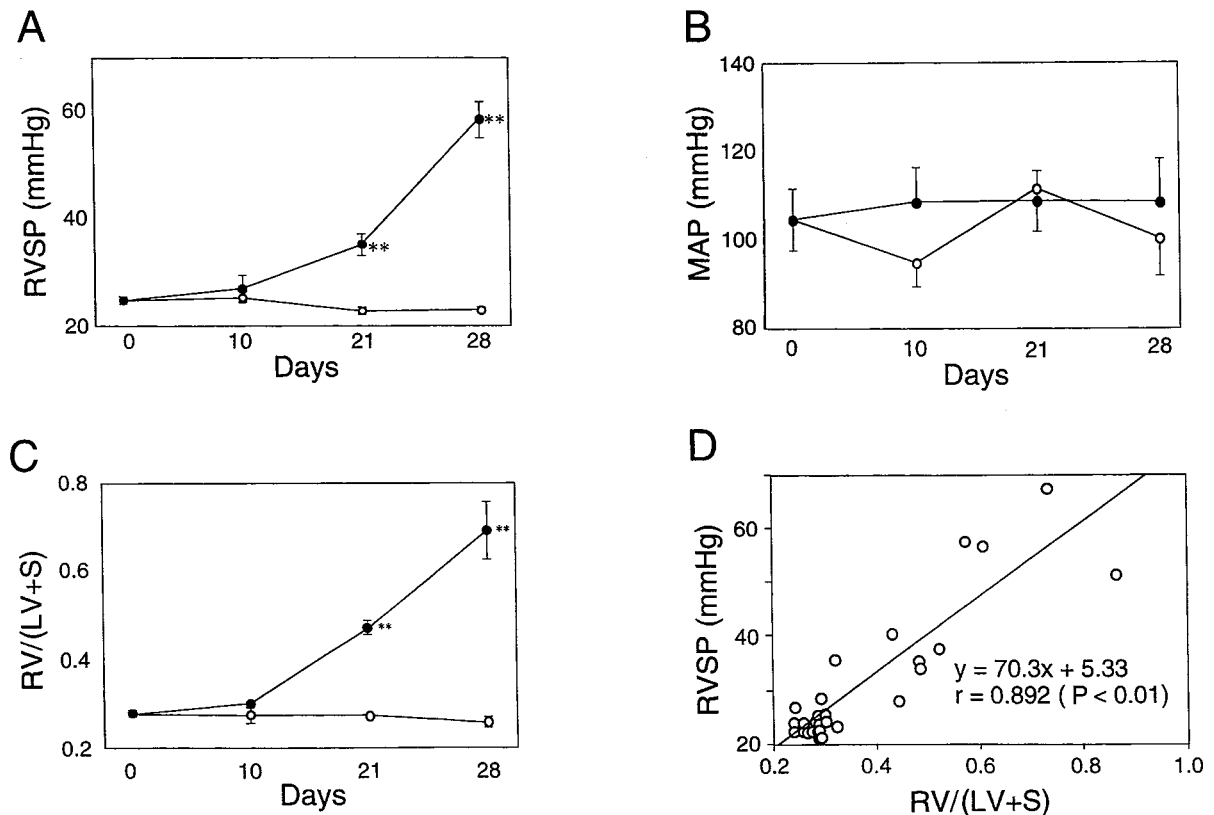 A
RVSP (mmHg)
60
40
20
**
**
0 10 21 28
Days
B
MAP (mmHg)
140
120
100
80
0 10 21 28
Days
C
RV/(LV+S)
0.8
0.6
0.4
0.2
**
**
0 10 21 28
Days
D
RVSP (mmHg)
60
40
20
y = 70.3x + 5.33
r = 0.892 ( P < 0.01)
0.2 0.4 0.6 0.8 1.0
RV/(LV+S)